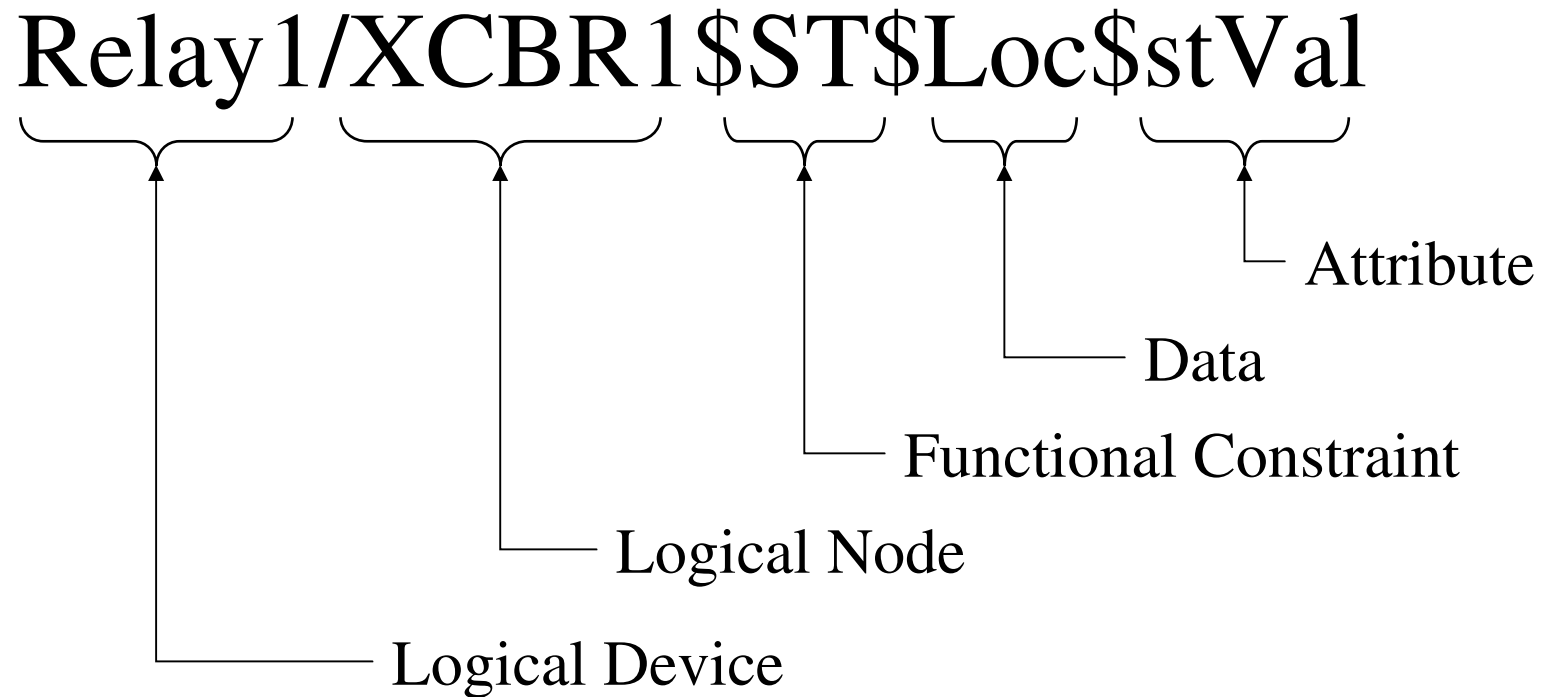 Relay1/XCBR1$ST$Loc$stVal
Attribute
Data
Functional Constraint
Logical Node
Logical Device